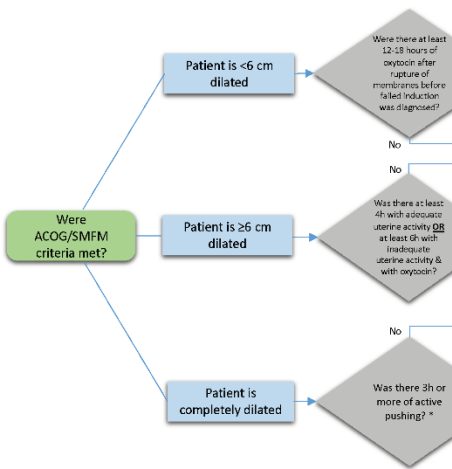 Were there at least
12-18 hours of
oxytocin after
rupture of
membranes before
failed induction
was diagnosed?
Patient is <6 cm
dilated
No
No
Were
ACOG/SMFM
criteria met?
Patient is ≥6 cm
dilated
Was there at least
4h with adequate
uterine activity OR
at least 6h with
inadequate
uterine activity &
with oxytocin?
No
Patient is
completely dilated
Was there 3h or
more of active
pushing? *